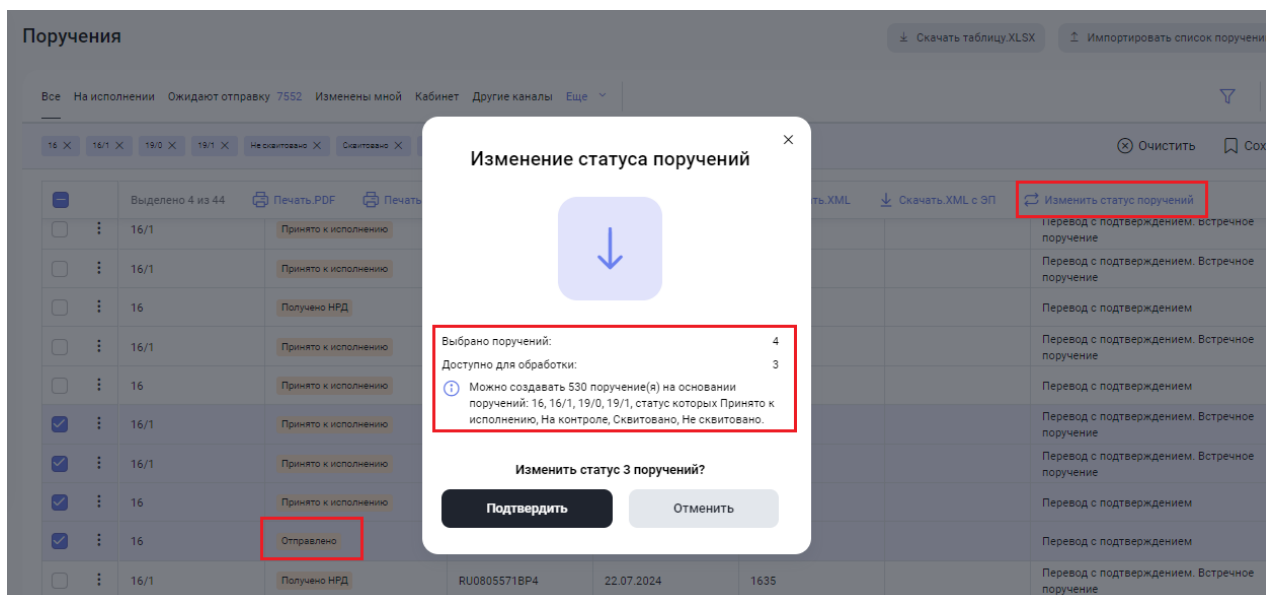 Поручения
Скачать таблицу.XLSX
Импортировать список поручени
Все На исполнении Ожидают отправку 7552 Изменены мной Кабинет Другие каналы Еще
16 16/1 19/0 19/1 Не сквитовано Сквитовано
Очистить Сох
Изменение статуса поручений
Выделено 4 из 44 Печать.PDF Печать ть.XML Скачать.XML с ЭП Изменить статус поручений
16/1 Принято к исполнению Перевод с подтверждением. Встречное
поручение
16/1 Принято к исполнению Перевод с подтверждением. Встречное
поручение
16 Получено НРД Перевод с подтверждением
16/1 Принято к исполнению Перевод с подтверждением. Встречное
поручение
16 Принято к исполнению Перевод с подтверждением
16/1 Принято к исполнению Перевод с подтверждением. Встречное
поручение
16/1 Принято к исполнению Перевод с подтверждением. Встречное
поручение
16 Принято к исполнению Перевод с подтверждением
16 Отправлено Перевод с подтверждением
16/1 Получено НРД RU0805571BP4 22.07.2024 1635 Перевод с подтверждением. Встречное
поручение
Выбрано поручений: 4
Доступно для обработки: 3
Можно создавать 530 поручение(я) на основании
поручений: 16, 16/1, 19/0, 19/1, статус которых Принято к
исполнению, На контроле, Сквитовано, Не сквитовано.
Изменить статус 3 поручений?
Подтвердить Отменить